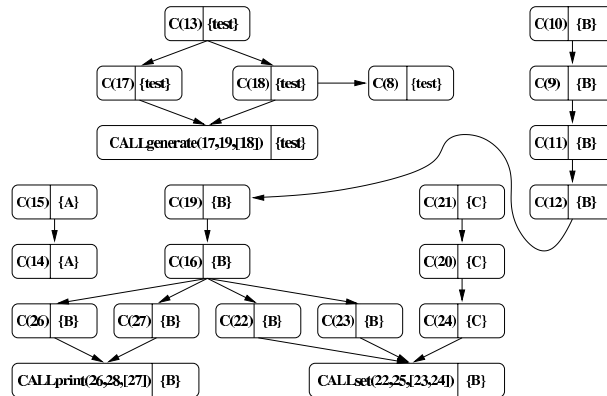 C(13) {test} C(10) {B}
C(17) {test} C(18) {test} C(8) {test} C(9) {B}
CALLgenerate(17,19,[18]) {test} C(11) {B}
C(15) {A} C(19) {B} C(21) {C} C(12) {B}
C(14) {A} C(16) {B} C(20) {C}
C(26) {B} C(27) {B} C(22) {B} C(23) {B} C(24) {C}
CALLprint(26,28,[27]) {B} CALLset(22,25,[23,24]) {B}